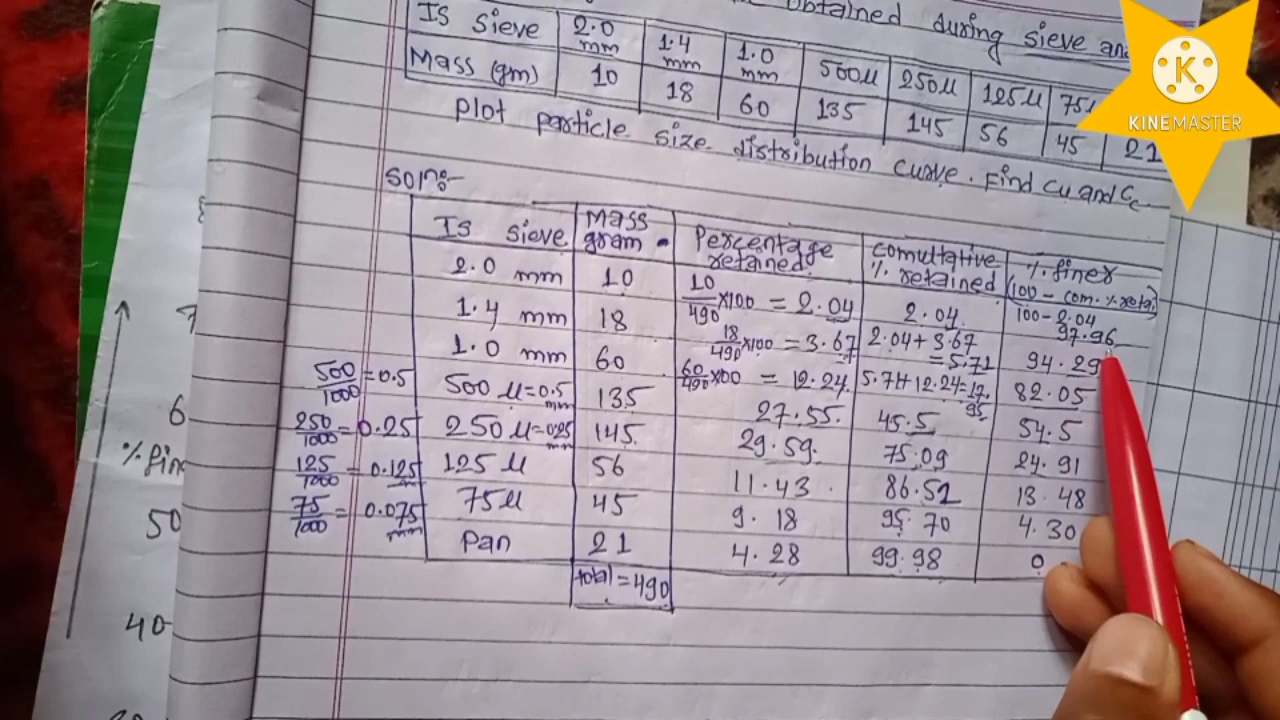 obtained during sieve ana
IS Sieve 2.0 mm 1.4 mm 1.0 mm 500μ 250μ 125μ 75μ
Mass (gm) 10 18 60 135 145 56 45 21
Plot particle size distribution curve. Find Cu and Cc
Soln:-
IS sieve Mass gram Percentage retained Comultative % retained % finer (100 - com. % retai
2.0 mm 10 10/490 ×100 = 2.04 2.04 100-2.04 97.96
1.4 mm 18 18/490 ×100 = 3.67 2.04+3.67 = 5.71 94.29
1.0 mm 60 60/490 ×100 = 12.24 5.71+12.24=17.95 82.05
500/1000 = 0.5 500 μ=0.5 mm 135 27.55 45.5 54.5
250/1000 = 0.25 250 μ=0.25 mm 145 29.59 75.09 24.91
125/1000 = 0.125 125 μ 56 11.43 86.52 13.48
75/1000 = 0.075 mm 75μ 45 9.18 95.70 4.30
Pan 21 4.28 99.98 0
total = 490
6
% fin
50
40
K
KINEMASTER